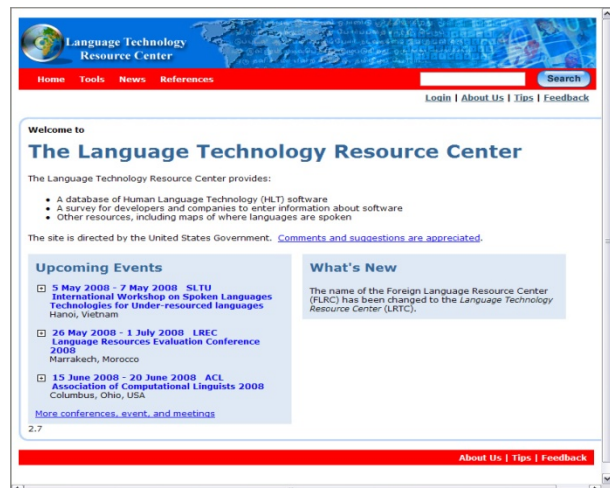 Language Technology
Resource Center
Home Tools News References
Search
Login | About Us | Tips | Feedback
Welcome to
The Language Technology Resource Center
The Language Technology Resource Center provides:
• A database of Human Language Technology (HLT) software
• A survey for developers and companies to enter information about software
• Other resources, including maps of where languages are spoken
The site is directed by the United States Government. Comments and suggestions are appreciated.
Upcoming Events
5 May 2008 - 7 May 2008 SLTU
International Workshop on Spoken Languages
Technologies for Under-resourced languages
Hanoi, Vietnam
26 May 2008 - 1 July 2008 LREC
Language Resources Evaluation Conference
2008
Marrakech, Morocco
15 June 2008 - 20 June 2008 ACL
Association of Computational Linguists 2008
Columbus, Ohio, USA
More conferences, event, and meetings
What's New
The name of the Foreign Language Resource Center
(FLRC) has been changed to the Language Technology
Resource Center (LRTC).
2.7
About Us | Tips | Feedback